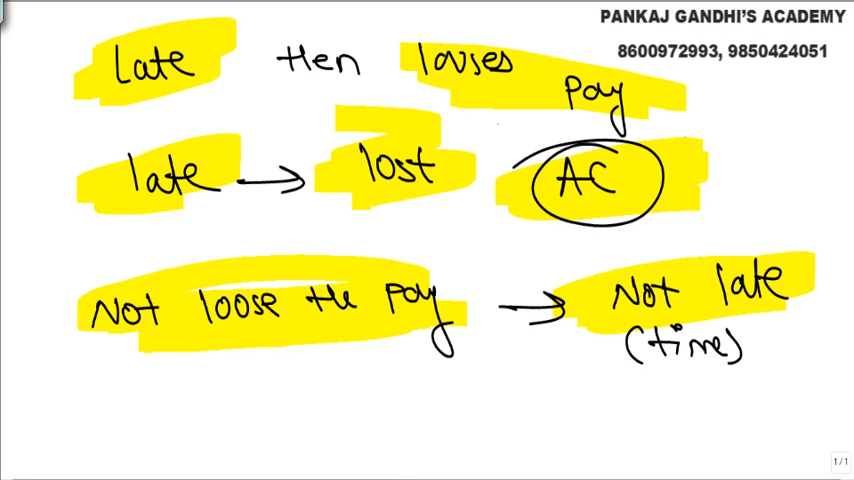 PANKAJ GANDHI'S ACADEMY
8600972993, 9850424051
Late then louses
pay
late → lost AC
Not loose the pay → Not late
(time)
1/1